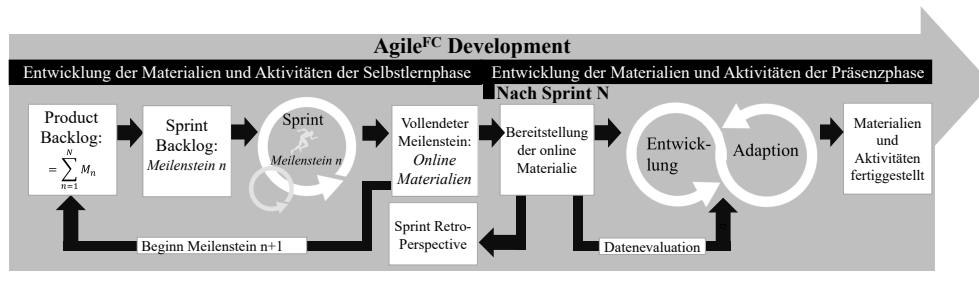 Agile^FC Development
Entwicklung der Materialien und Aktivitäten der Selbstlernphase
Entwicklung der Materialien und Aktivitäten der Präsenzphase
Nach Sprint N
Product
Backlog:
= ∑_{n=1}^{N} M_n
Sprint
Backlog:
Meilenstein n
Sprint
Meilenstein n
Vollendeter
Meilenstein:
Online
Materialien
Bereitstellung
der online
Materialie
Entwick-
lung
Adaption
Materialien
und
Aktivitäten
fertiggestellt
Beginn Meilenstein n+1
Sprint Retro-
Perspective
Datenevaluation